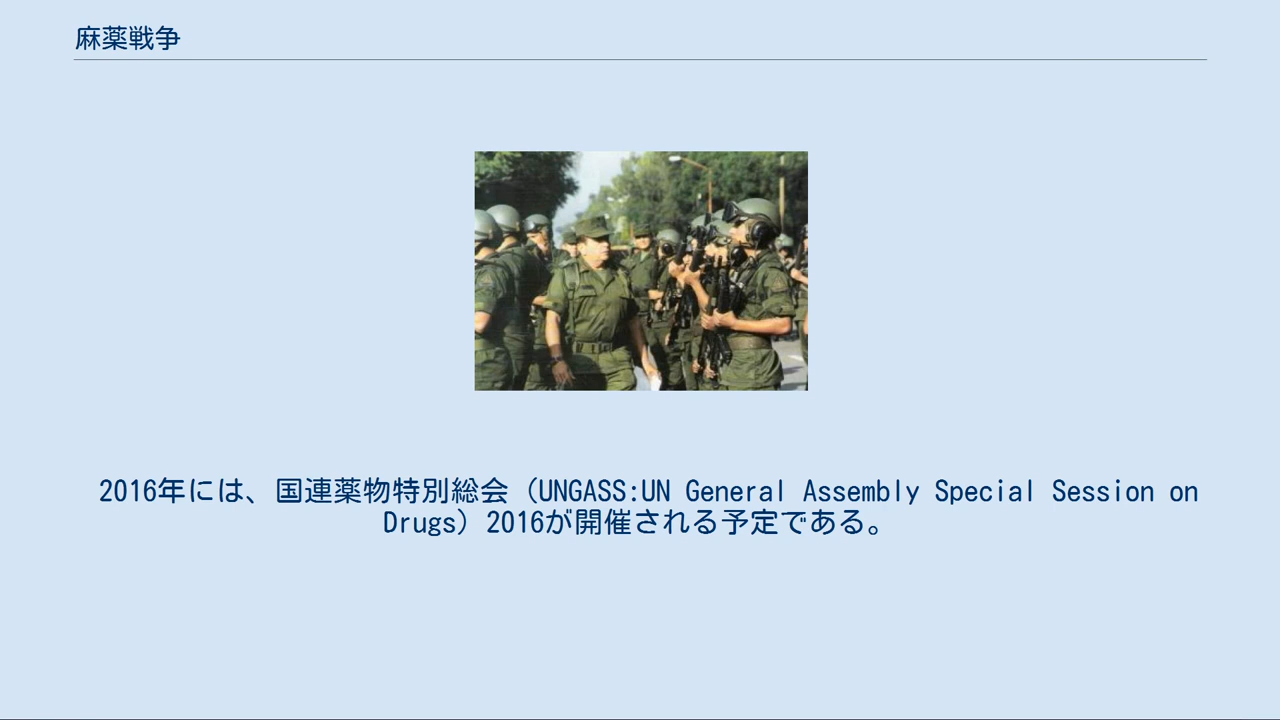 麻薬戦争
2016年には、国連薬物特別総会（UNGASS:UN General Assembly Special Session on
Drugs）2016が開催される予定である。